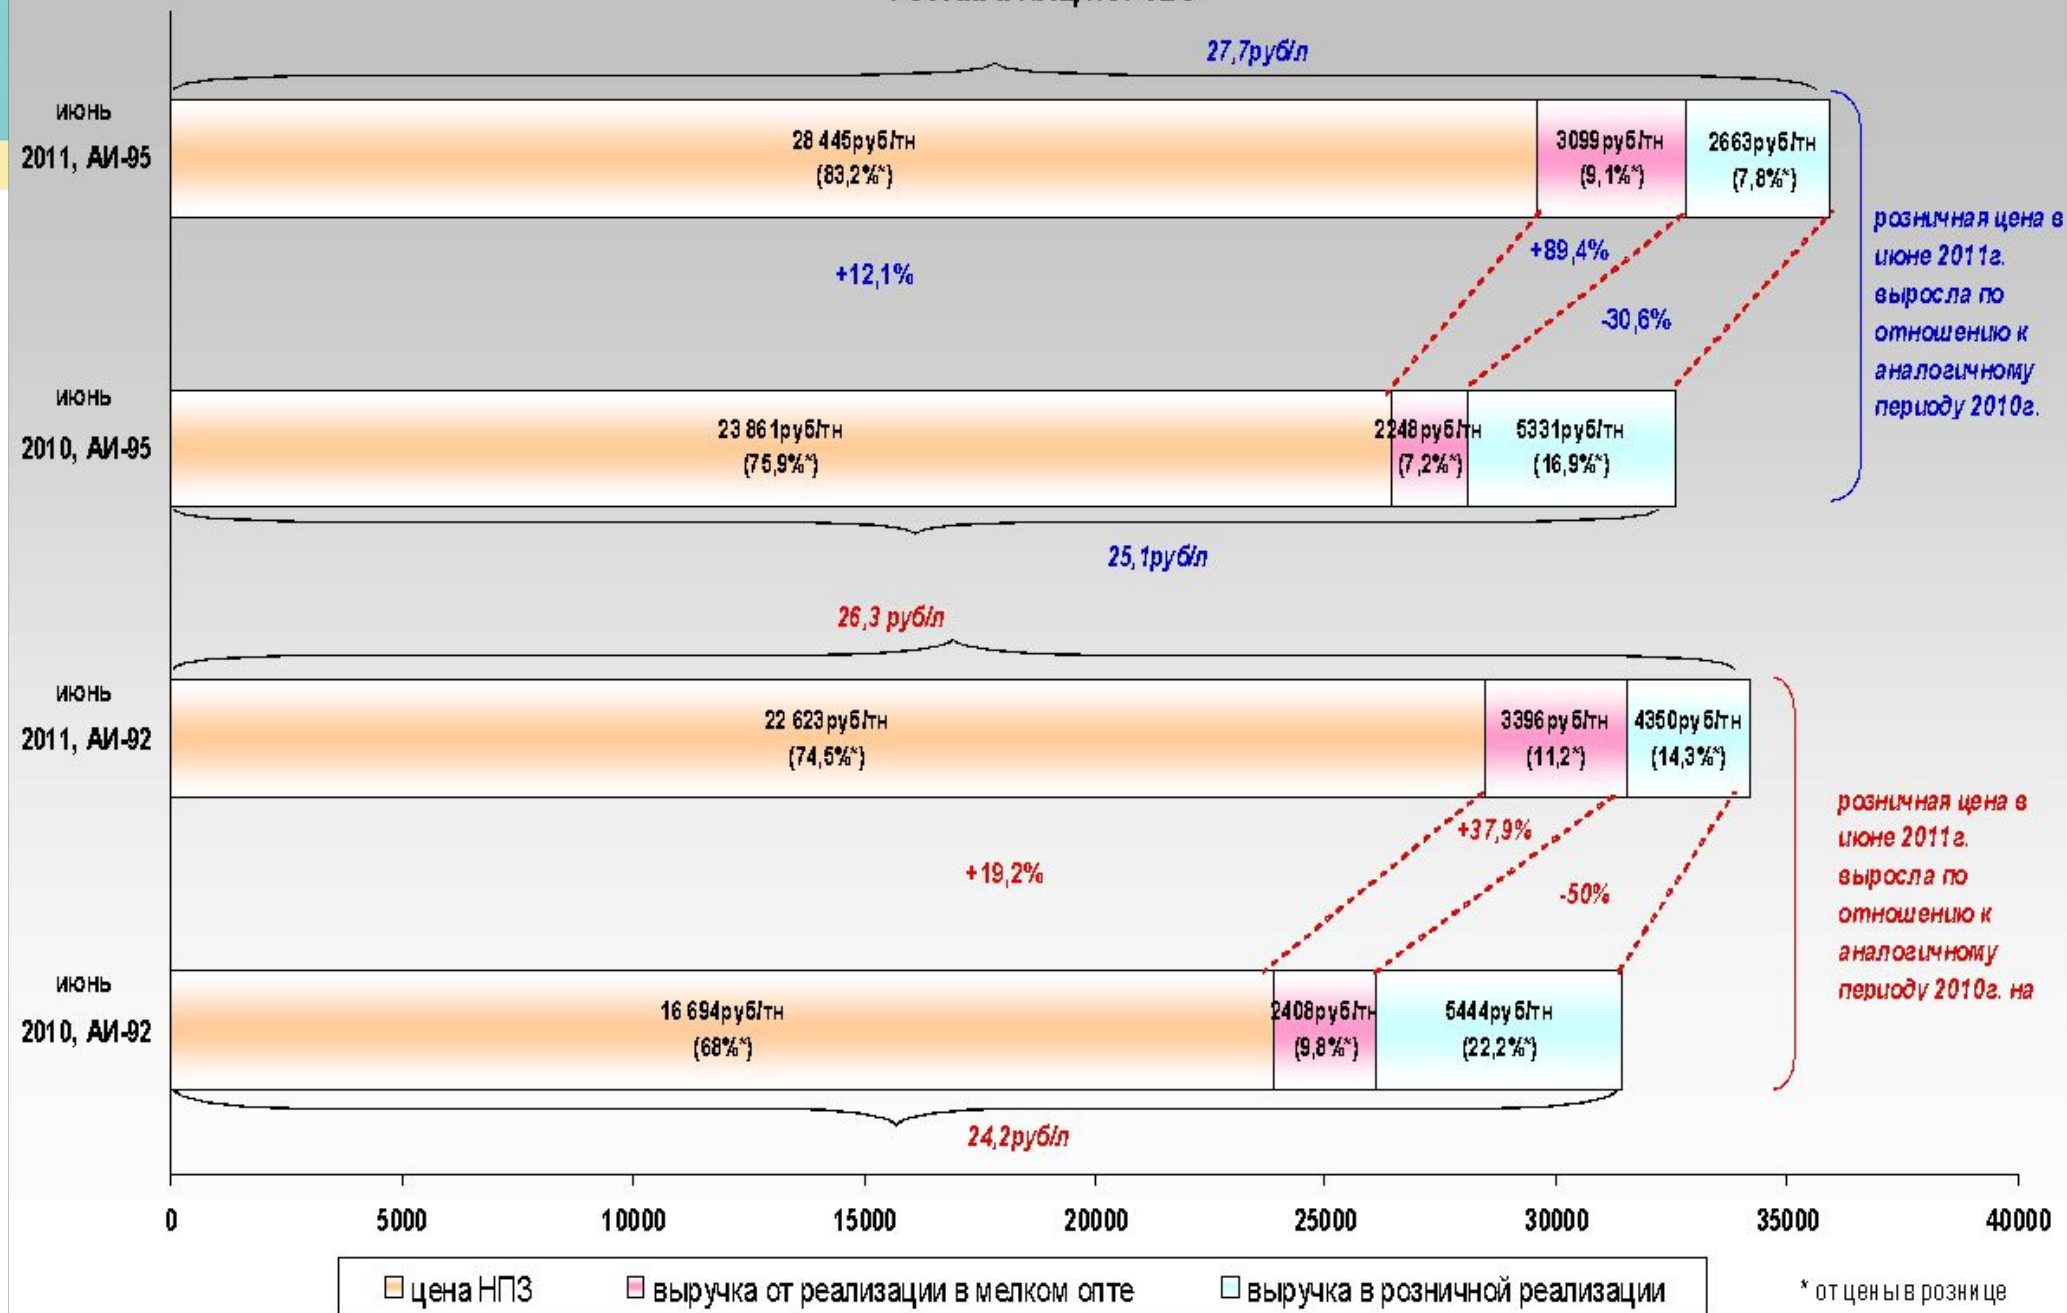 27,7руб/л
июнь
2011, АИ-95
28 445руб/тн
(83,2%*)
3099руб/тн
(9,1%*)
2663руб/тн
(7,8%*)
+12,1%
+89,4%
-30,6%
розничная цена в
июне 2011г.
выросла по
отношению к
аналогичному
периоду 2010г.
июнь
2010, АИ-95
23 861руб/тн
(75,9%*)
2248руб/тн
(7,2%*)
5331руб/тн
(16,9%*)
25,1руб/л
26,3 руб/л
июнь
2011, АИ-92
22 623руб/тн
(74,5%*)
3396руб/тн
(11,2*)
4350руб/тн
(14,3%*)
+19,2%
+37,9%
-50%
розничная цена в
июне 2011г.
выросла по
отношению к
аналогичному
периоду 2010г. на
июнь
2010, АИ-92
16 694руб/тн
(68%*)
2408руб/тн
(9,8%*)
5444руб/тн
(22,2%*)
24,2руб/л
0 5000 10000 15000 20000 25000 30000 35000 40000
цена НПЗ выручка от реализации в мелком опте выручка в розничной реализации
* от цены в рознице